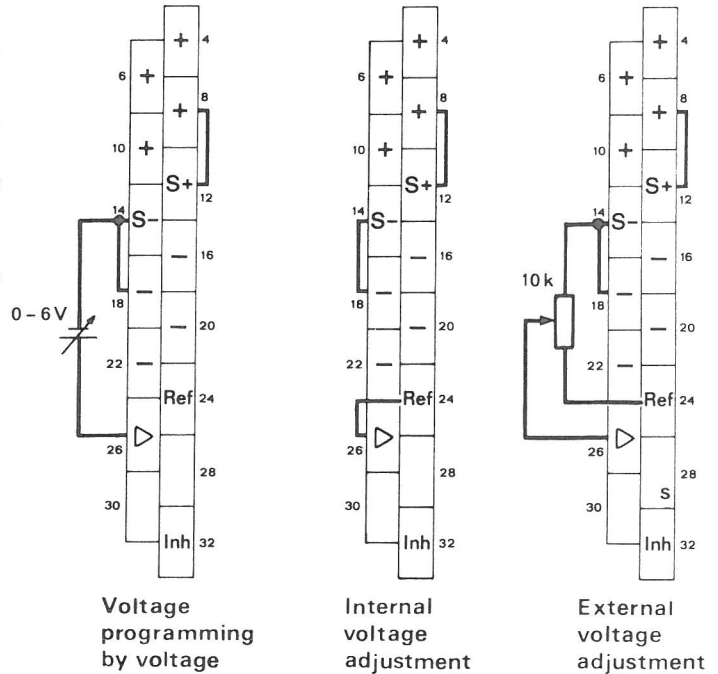 + 4
6 +
+ 8
10 +
S+
12
14 S−
− 16
18 −
0 – 6 V
− 20
22 −
Ref 24
26 ▷
28
30
Inh 32
Voltage
programming
by voltage
+ 4
6 +
+ 8
10 +
S+
12
14 S−
− 16
18 −
− 20
22 −
Ref 24
26 ▷
28
30
Inh 32
Internal
voltage
adjustment
+ 4
6 +
+ 8
10 +
S+
12
14 S−
− 16
10 k
18 −
− 20
22 −
Ref 24
26 ▷
28
s
30
Inh 32
External
voltage
adjustment